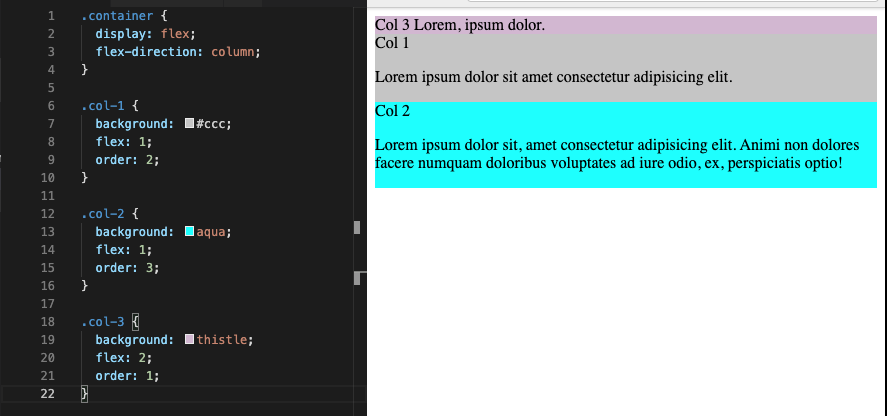 1 .container {
2 display: flex;
3 flex-direction: column;
4 }
5
6 .col-1 {
7 background: #ccc;
8 flex: 1;
9 order: 2;
10 }
11
12 .col-2 {
13 background: aqua;
14 flex: 1;
15 order: 3;
16 }
17
18 .col-3 {
19 background: thistle;
20 flex: 2;
21 order: 1;
22 }
Col 3 Lorem, ipsum dolor.
Col 1
Lorem ipsum dolor sit amet consectetur adipisicing elit.
Col 2
Lorem ipsum dolor sit, amet consectetur adipisicing elit. Animi non dolores
facere numquam doloribus voluptates ad iure odio, ex, perspiciatis optio!